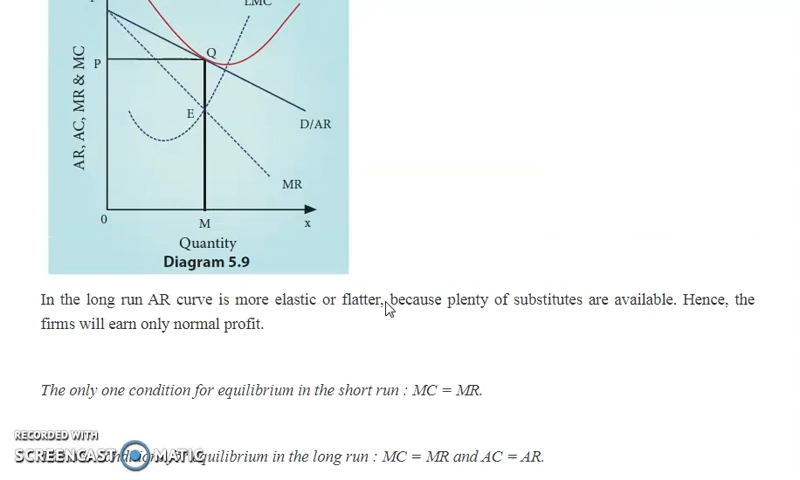 LMC
Q
P
E
D/AR
MR
AR, AC, MR & MC
0
M
x
Quantity
Diagram 5.9
In the long run AR curve is more elastic or flatter, because plenty of substitutes are available. Hence, the
firms will earn only normal profit.
The only one condition for equilibrium in the short run : MC = MR.
RECORDED WITH
SCREENCAST MATIC
equilibrium in the long run : MC = MR and AC = AR.